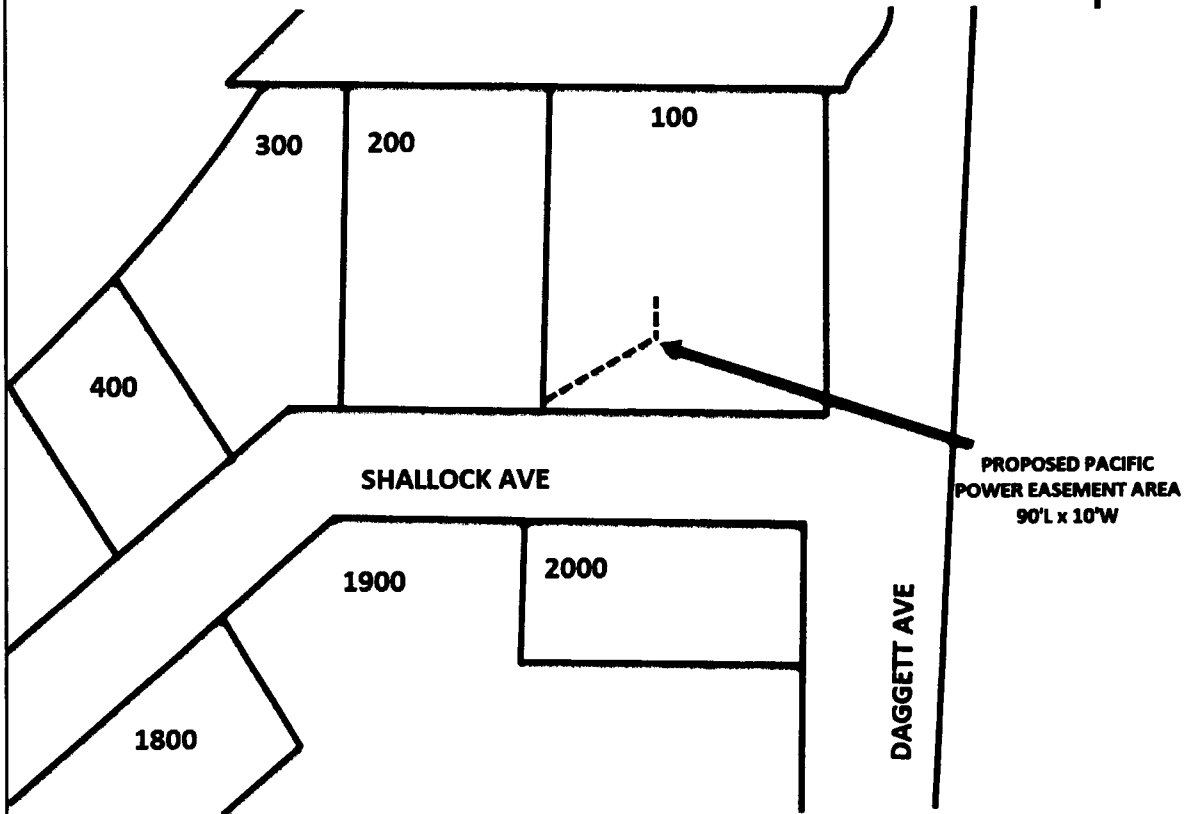 100
300
200
400
SHALLOCK AVE
PROPOSED PACIFIC
POWER EASEMENT AREA
90'L x 10'W
2000
1900
DAGGETT AVE
1800